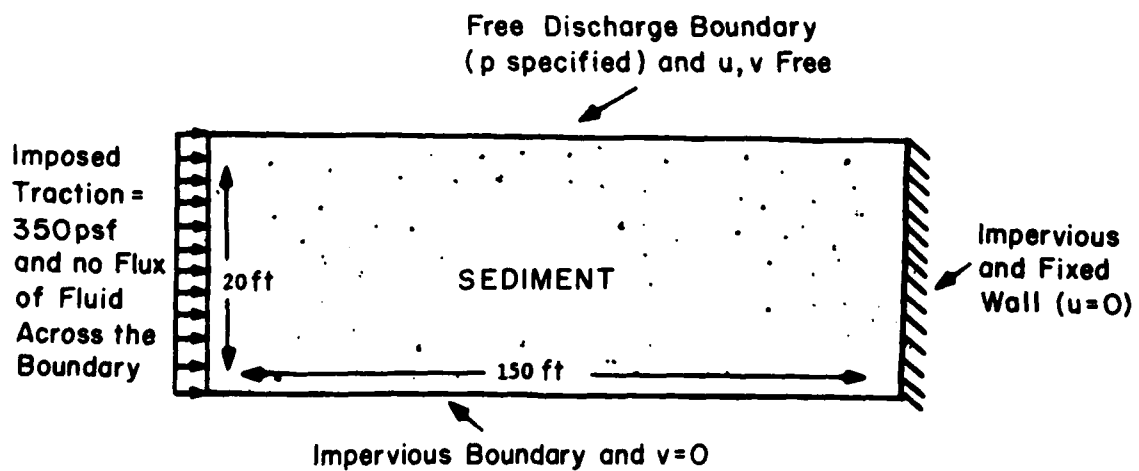 Free Discharge Boundary
(p specified) and u, v Free
Imposed
Traction =
350psf
and no Flux
of Fluid
Across the
Boundary
20ft
SEDIMENT
150 ft
Impervious
and Fixed
Wall (u=0)
Impervious Boundary and v=0